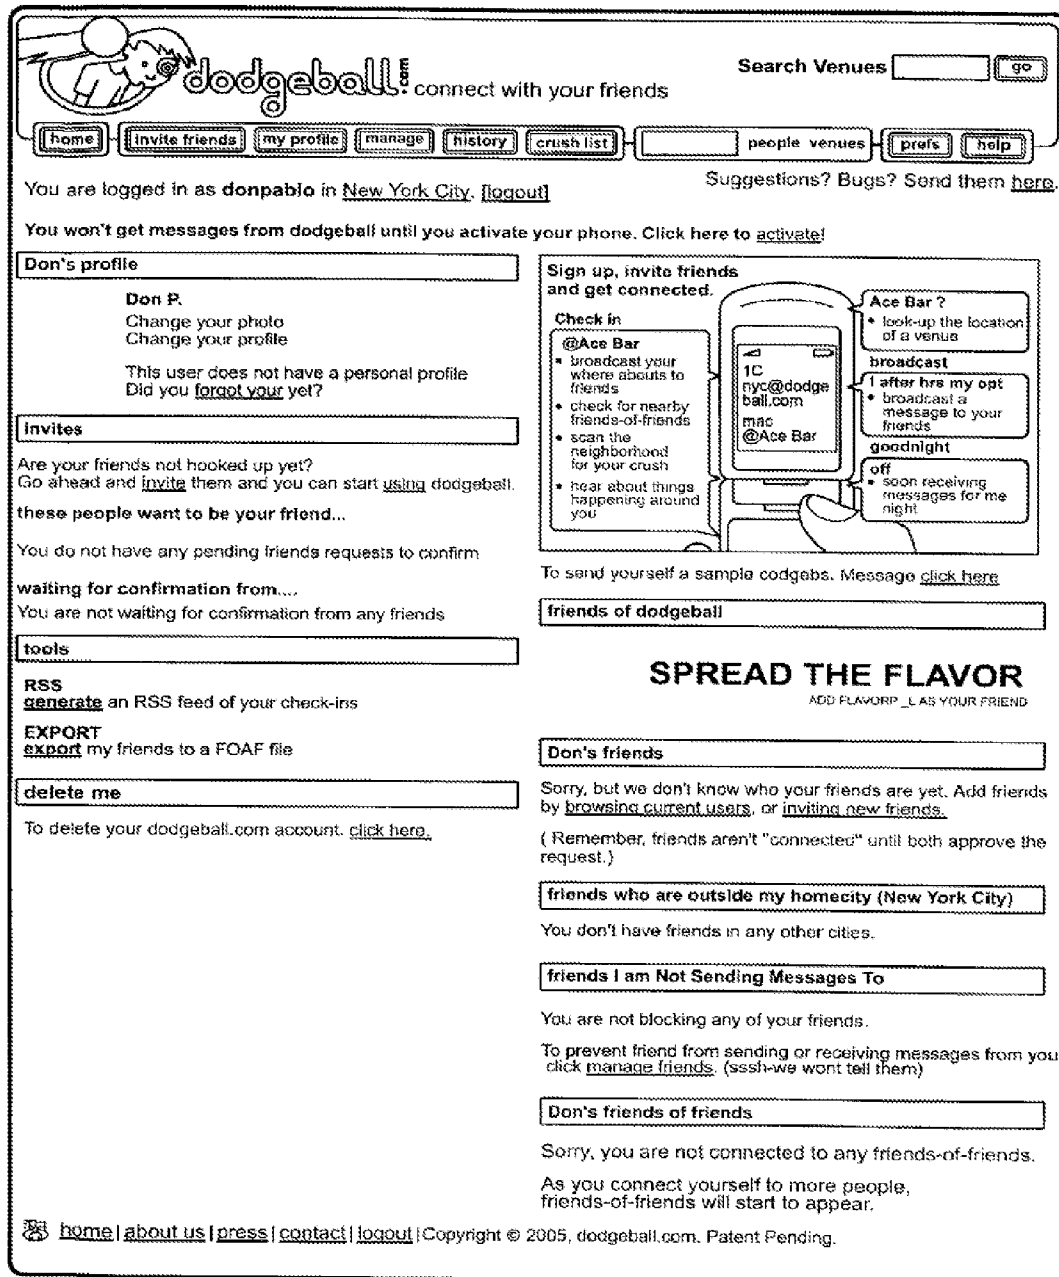 dodgeball.com connect with your friends
Search Venues go
home invite friends my profile manage history crush list people venues prefs help
You are logged in as donpablo in New York City. [logout]
Suggestions? Bugs? Send them here.
You won't get messages from dodgeball until you activate your phone. Click here to activate!
Don's profile
Don P.
Change your photo
Change your profile
This user does not have a personal profile
Did you forgot your yet?
invites
Are your friends not hooked up yet?
Go ahead and invite them and you can start using dodgeball.
these people want to be your friend...
You do not have any pending friends requests to confirm
waiting for confirmation from....
You are not waiting for confirmation from any friends
tools
RSS
generate an RSS feed of your check-ins
EXPORT
export my friends to a FOAF file
delete me
To delete your dodgeball.com account. click here.
Sign up, invite friends
and get connected.
Check in
@Ace Bar
• broadcast your
where abouts to
friends
• check for nearby
friends-of-friends
• scan the
neighborhood
for your crush
• hear about things
happening around
you
1C
nyc@dodge
ball.com
mac
@Ace Bar
Ace Bar ?
• look-up the location
of a venue
broadcast
I after hrs my opt
• broadcast a
message to your
friends
goodnight
off
• soon receiving
messages for me
night
To send yourself a sample codgebs. Message click here
friends of dodgeball
SPREAD THE FLAVOR
ADD FLAVORP_L AS YOUR FRIEND
Don's friends
Sorry, but we don't know who your friends are yet. Add friends
by browsing current users, or inviting new friends.
( Remember, friends aren't "connected" until both approve the
request.)
friends who are outside my homecity (New York City)
You don't have friends in any other cities.
friends I am Not Sending Messages To
You are not blocking any of your friends.
To prevent friend from sending or receiving messages from you
click manage friends. (sssh-we wont tell them)
Don's friends of friends
Sorry, you are not connected to any friends-of-friends.
As you connect yourself to more people,
friends-of-friends will start to appear.
home | about us | press | contact | logout | Copyright © 2005, dodgeball.com. Patent Pending.